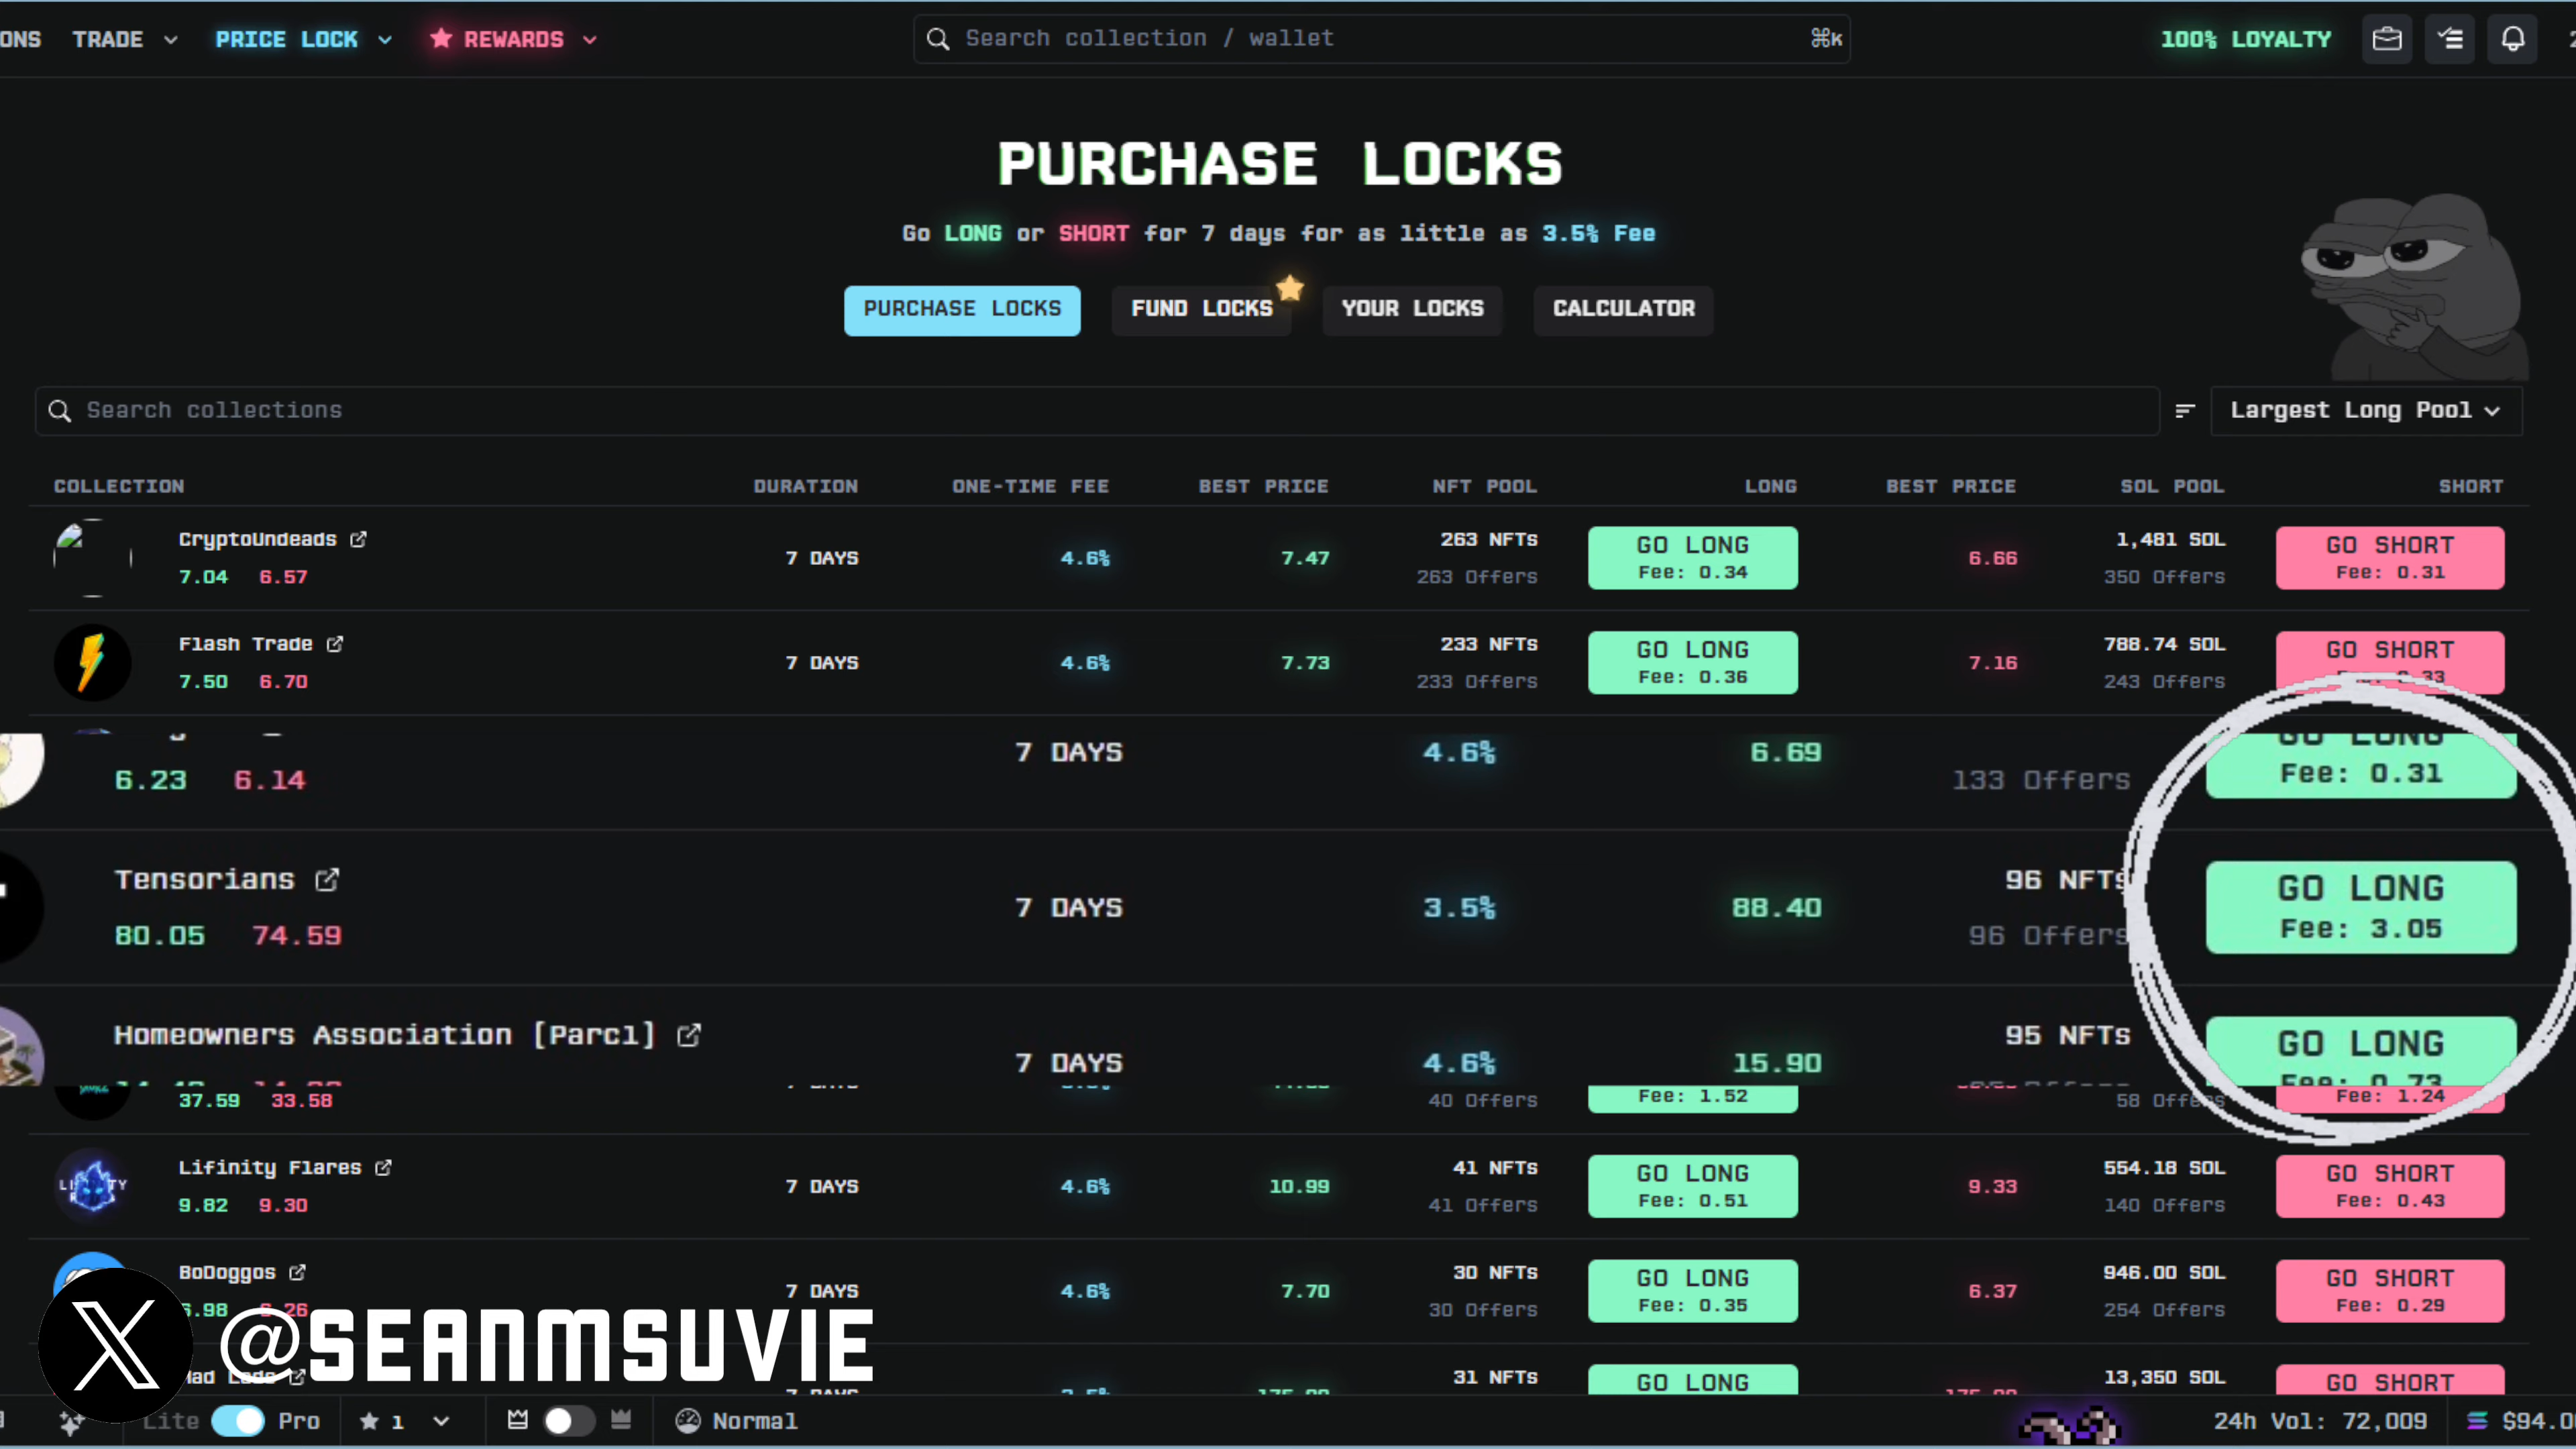 ONS TRADE PRICE LOCK REWARDS Search collection / wallet ⌘K 100% LOYALTY
PURCHASE LOCKS
Go LONG or SHORT for 7 days for as little as 3.5% Fee
PURCHASE LOCKS FUND LOCKS YOUR LOCKS CALCULATOR
Search collections Largest Long Pool
COLLECTION DURATION ONE-TIME FEE BEST PRICE NFT POOL LONG BEST PRICE SOL POOL SHORT
CryptoUndeads 263 NFTs GO LONG 1,481 SOL GO SHORT
7 DAYS 4.6% 7.47 6.66
7.04 6.57 263 Offers Fee: 0.34 350 Offers Fee: 0.31
Flash Trade 233 NFTs GO LONG 788.74 SOL GO SHORT
7 DAYS 4.6% 7.73 7.16
7.50 6.70 233 Offers Fee: 0.36 243 Offers
7 DAYS 4.6% 6.69 GO LONG
6.23 6.14 133 Offers Fee: 0.31
Tensorians 96 NFTs GO LONG
7 DAYS 3.5% 88.40
80.05 74.59 96 Offers Fee: 3.05
Homeowners Association [Parcl] 95 NFTs GO LONG
7 DAYS 4.6% 15.90
Fee: 0.73
37.59 33.58 40 Offers Fee: 1.52 58 Offers Fee: 1.24
Lifinity Flares 41 NFTs GO LONG 554.18 SOL GO SHORT
7 DAYS 4.6% 10.99 9.33
9.82 9.30 41 Offers Fee: 0.51 140 Offers Fee: 0.43
BoDoggos 30 NFTs GO LONG 946.00 SOL GO SHORT
7 DAYS 4.6% 7.70 6.37
6.98 6.26 30 Offers Fee: 0.35 254 Offers Fee: 0.29
@SEANMSUVIE
31 NFTs GO LONG 13,350 SOL GO SHORT
Lite Pro 1 Normal 24h Vol: 72,009 $94.0